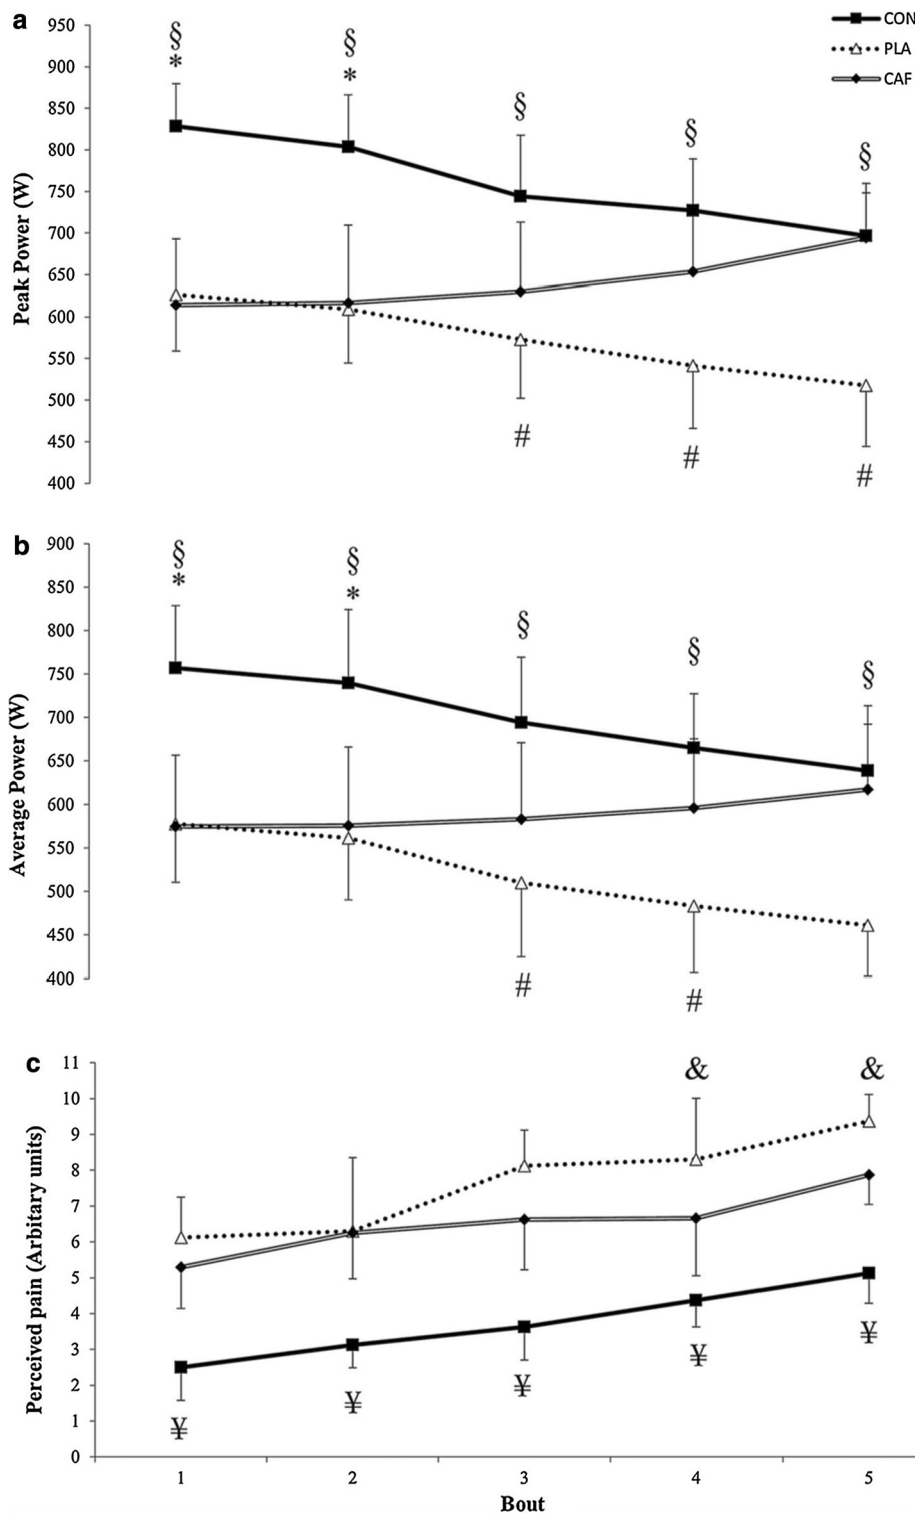 a
CON
PLA
CAF
Peak Power (W)
950
900
850
800
750
700
650
600
550
500
450
400
§ § § § §
* *
# # #
b
Average Power (W)
900
850
800
750
700
650
600
550
500
450
400
§ § § § §
* *
# #
c
Perceived pain (Arbitary units)
11
10
9
8
7
6
5
4
3
2
1
0
& &
¥ ¥ ¥ ¥ ¥
1 2 3 4 5
Bout